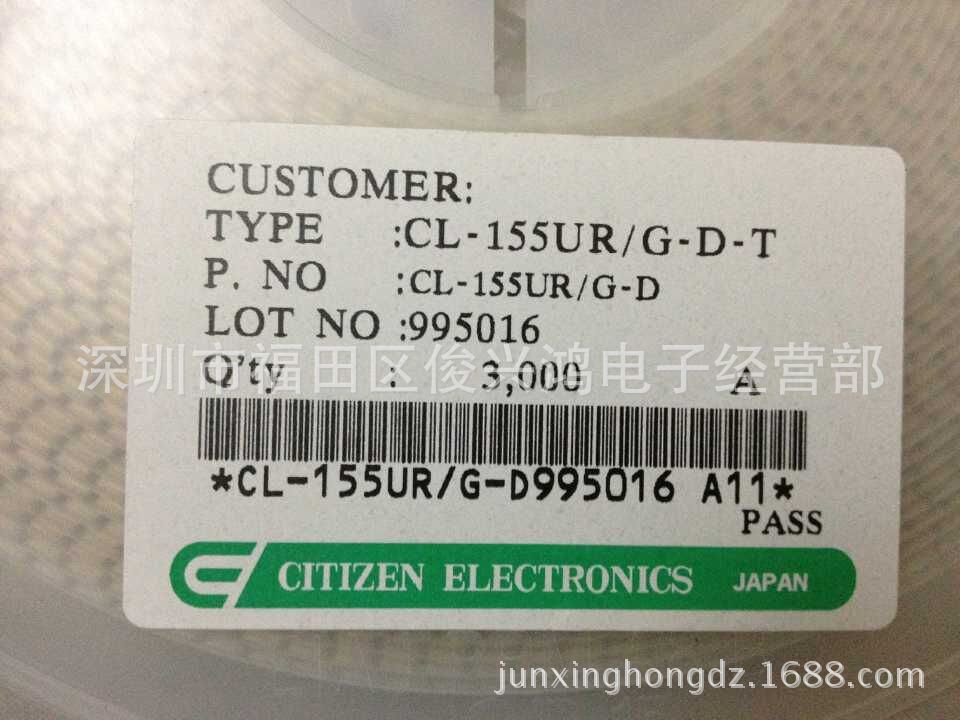 CUSTOMER:
TYPE :CL-155UR/G-D-T
P. NO :CL-155UR/G-D
LOT NO :995016
深圳市福田区俊兴鸿电子经营部
Q'ty : 3,000 A
*CL-155UR/G-D995016 A11*
PASS
CITIZEN ELECTRONICS JAPAN
junxinghongdz.1688.com